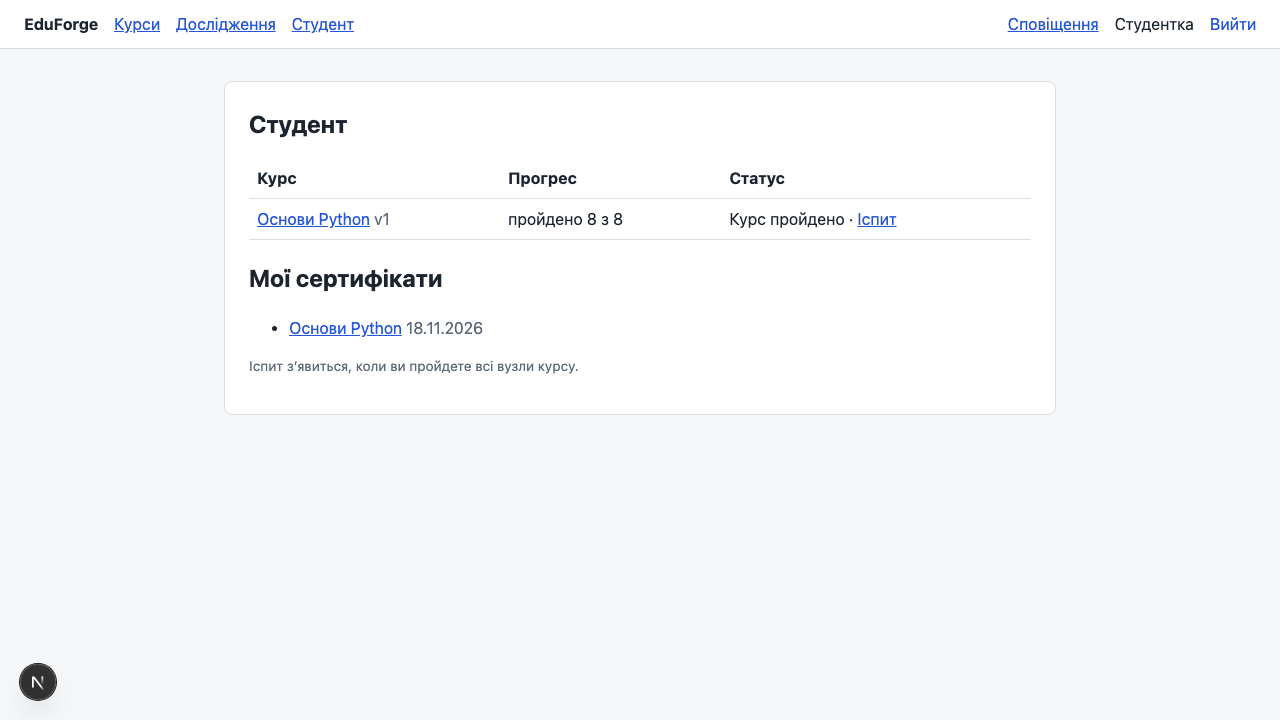 EduForge Курси Дослідження Студент Сповіщення Студентка Вийти
Студент
Курс Прогрес Статус
Основи Python v1 пройдено 8 з 8 Курс пройдено · Іспит
Мої сертифікати
• Основи Python 18.11.2026
Іспит з’явиться, коли ви пройдете всі вузли курсу.
N